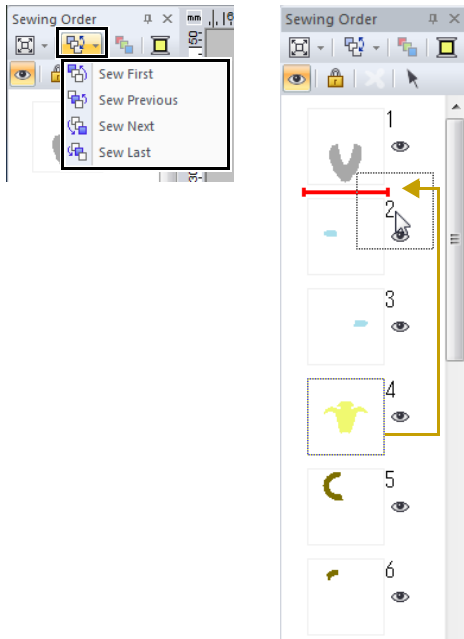 Sewing Order
mm
50
Sew First
Sew Previous
Sew Next
Sew Last
Sewing Order
1
2
3
4
5
6